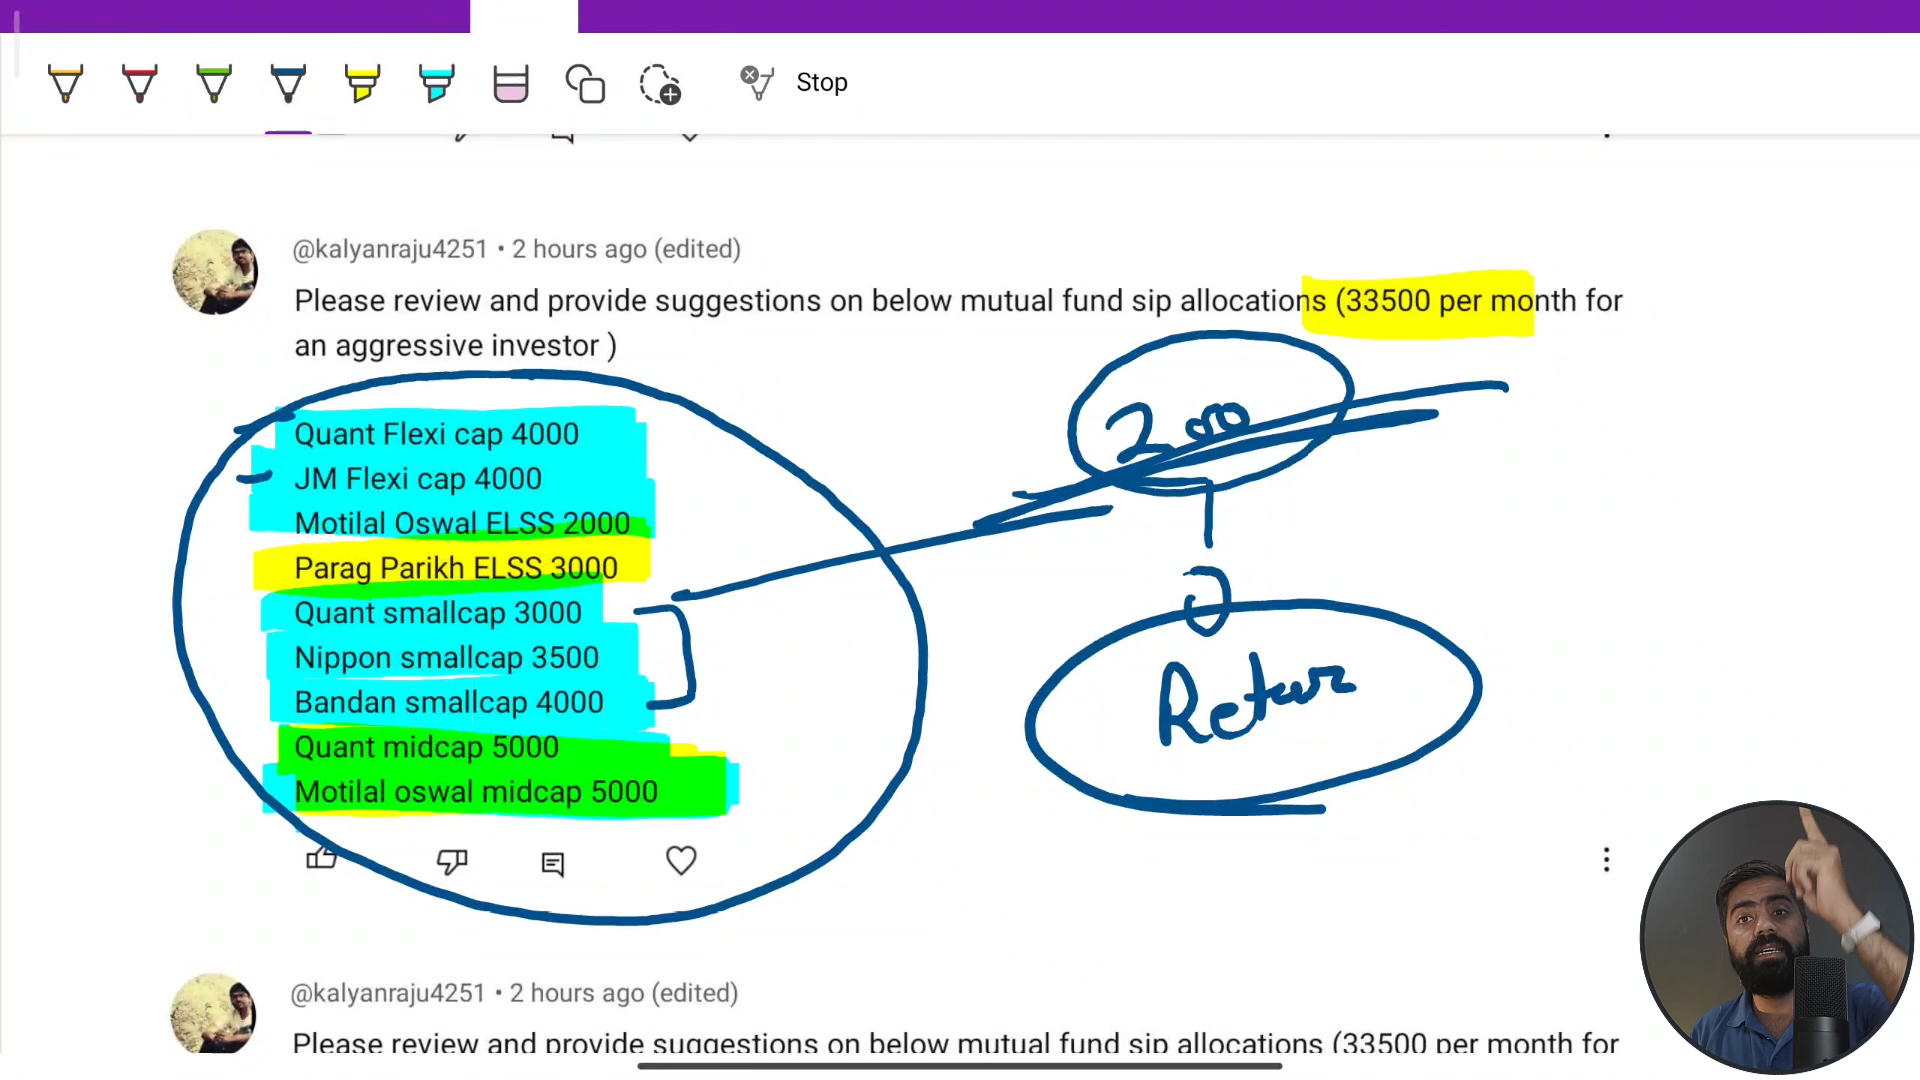 Stop
@kalyanraju4251 • 2 hours ago (edited)
Please review and provide suggestions on below mutual fund sip allocations (33500 per month for
an aggressive investor )
200
Quant Flexi cap 4000
JM Flexi cap 4000
Motilal Oswal ELSS 2000
Parag Parikh ELSS 3000
Quant smallcap 3000
Nippon smallcap 3500
Bandan smallcap 4000
Quant midcap 5000
Motilal oswal midcap 5000
@kalyanraju4251 • 2 hours ago (edited)
Please review and provide suggestions on below mutual fund sip allocations (33500 per month for